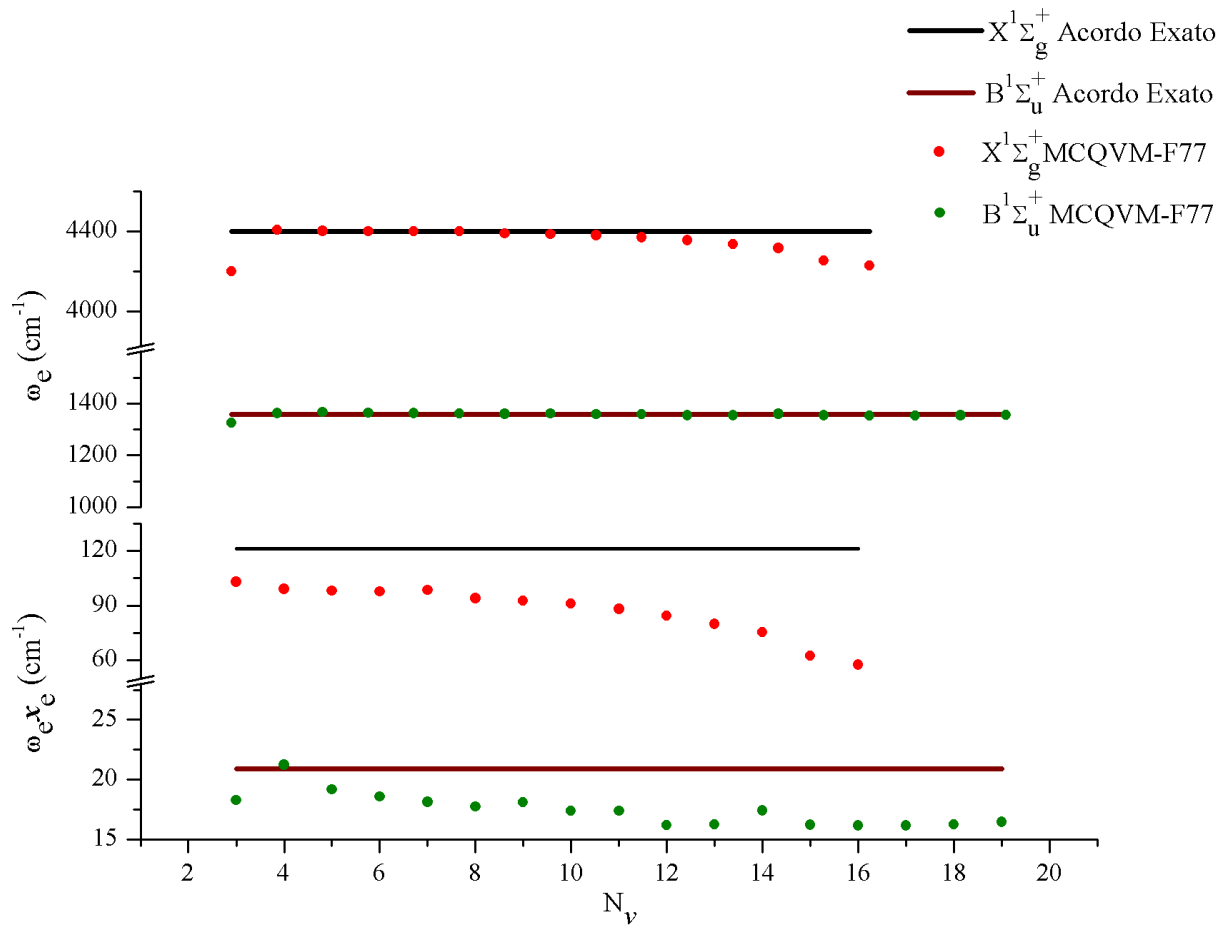 X¹Σg⁺ Acordo Exato
B¹Σu⁺ Acordo Exato
X¹Σg⁺MCQVM-F77
B¹Σu⁺ MCQVM-F77
ωe (cm⁻¹)
4400
4000
1400
1200
1000
ωexe (cm⁻¹)
120
90
60
25
20
15
2 4 6 8 10 12 14 16 18 20
Nv